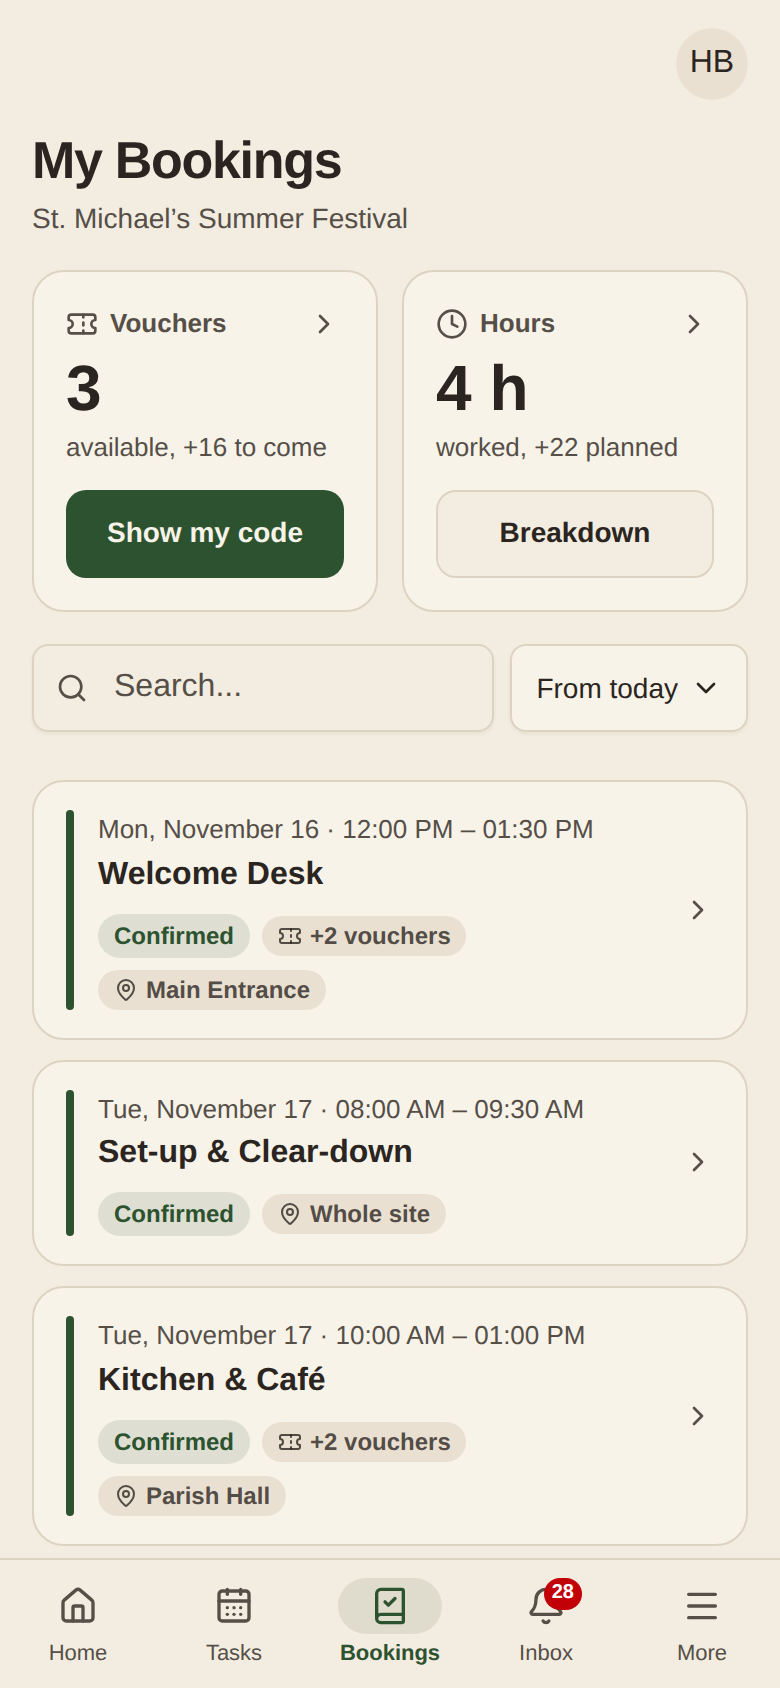 HB
My Bookings
St. Michael’s Summer Festival
Vouchers
3
available, +16 to come
Show my code
Hours
4 h
worked, +22 planned
Breakdown
Search...
From today
Mon, November 16 · 12:00 PM – 01:30 PM
Welcome Desk
Confirmed
+2 vouchers
Main Entrance
Tue, November 17 · 08:00 AM – 09:30 AM
Set-up & Clear-down
Confirmed
Whole site
Tue, November 17 · 10:00 AM – 01:00 PM
Kitchen & Café
Confirmed
+2 vouchers
Parish Hall
Home
Tasks
Bookings
28
Inbox
More